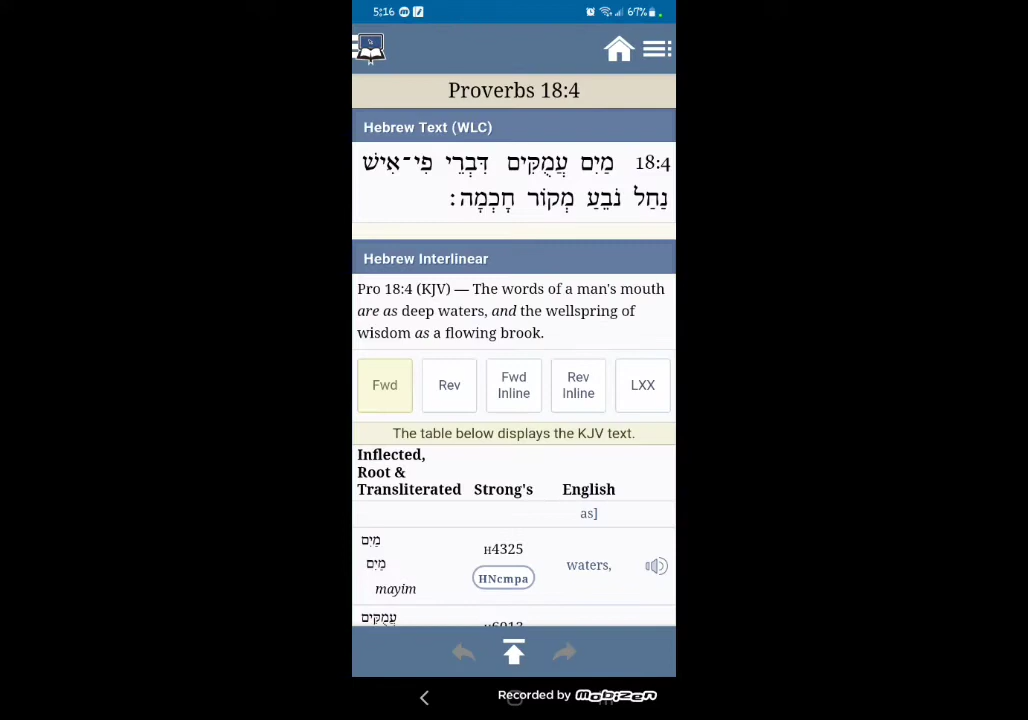 5:16 67%
Proverbs 18:4
Hebrew Text (WLC)
18:4 מַיִם עֲמֻקִּים דִּבְרֵי פִי־אִישׁ
נַחַל נֹבֵעַ מְקוֹר חָכְמָה׃
Hebrew Interlinear
Pro 18:4 (KJV) — The words of a man's mouth
are as deep waters, and the wellspring of
wisdom as a flowing brook.
Fwd
Rev
Fwd
Inline
Rev
Inline
LXX
The table below displays the KJV text.
Inflected,
Root &
Transliterated Strong's English
as]
מַיִם
מַיִם
mayim
H4325
HNcmpa
waters,
עֲמֻקִּים
Recorded by Mobizen